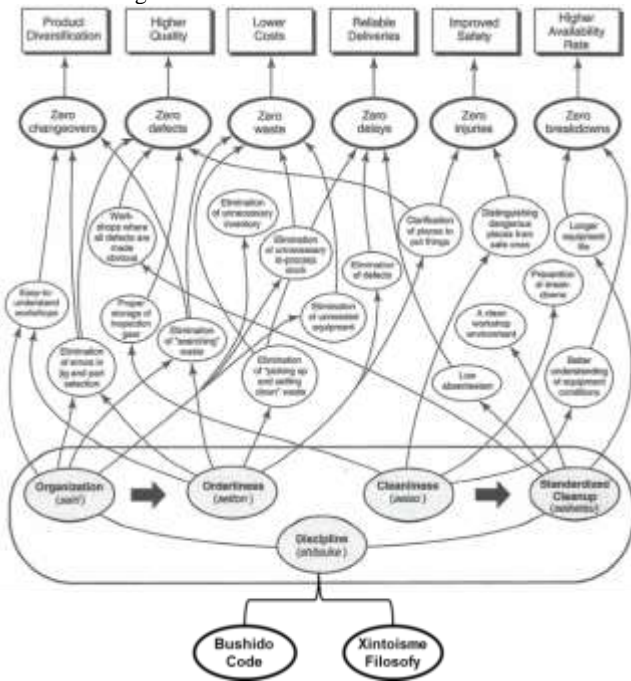 Product
Diversification
Higher
Quality
Lower
Costs
Reliable
Deliveries
Improved
Safety
Higher
Availability
Rate
Zero
changeovers
Zero
defects
Zero
waste
Zero
delays
Zero
injuries
Zero
breakdowns
Work-
shops where
all defects are
made
obvious
Elimination
of unnecessary
inventory
Elimination
of unnecessary
in-process
stock
Clarification
of places to
put things
Distinguishing
dangerous
places from
safe ones
Longer
equipment
life
Easy-to-
understand
workshops
Proper
storage of
inspection
gear
Elimination
of "searching"
waste
Elimination of
unneeded
equipment
Elimination
of defects
Prevention
of break-
downs
A clean
workshop
environment
Elimination
of errors in
jig and part
selection
Elimination
of "picking up
and setting
down" waste
Low
absenteeism
Better
understanding
of equipment
conditions
Organization
(seiri)
Orderliness
(seiton)
Cleanliness
(seiso)
Standardized
Cleanup
(seiketsu)
Discipline
(shitsuke)
Bushido
Code
Xintoisme
Filosofy